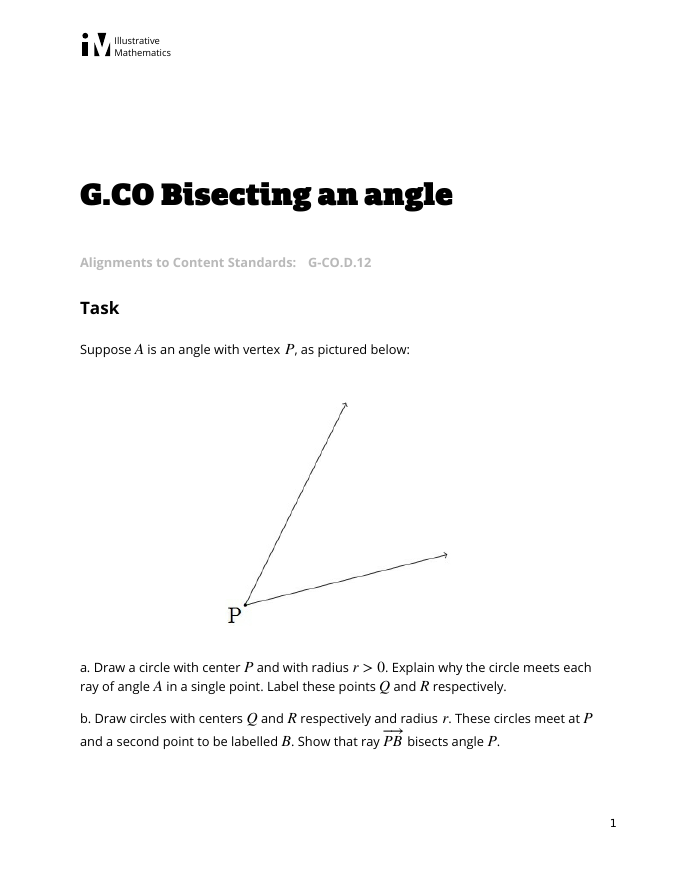 Illustrative
Mathematics
G.CO Bisecting an angle
Alignments to Content Standards: G-CO.D.12
Task
Suppose A is an angle with vertex P, as pictured below:
P
a. Draw a circle with center P and with radius r > 0. Explain why the circle meets each
ray of angle A in a single point. Label these points Q and R respectively.
b. Draw circles with centers Q and R respectively and radius r. These circles meet at P
and a second point to be labelled B. Show that ray $\overrightarrow{PB}$ bisects angle P.
1